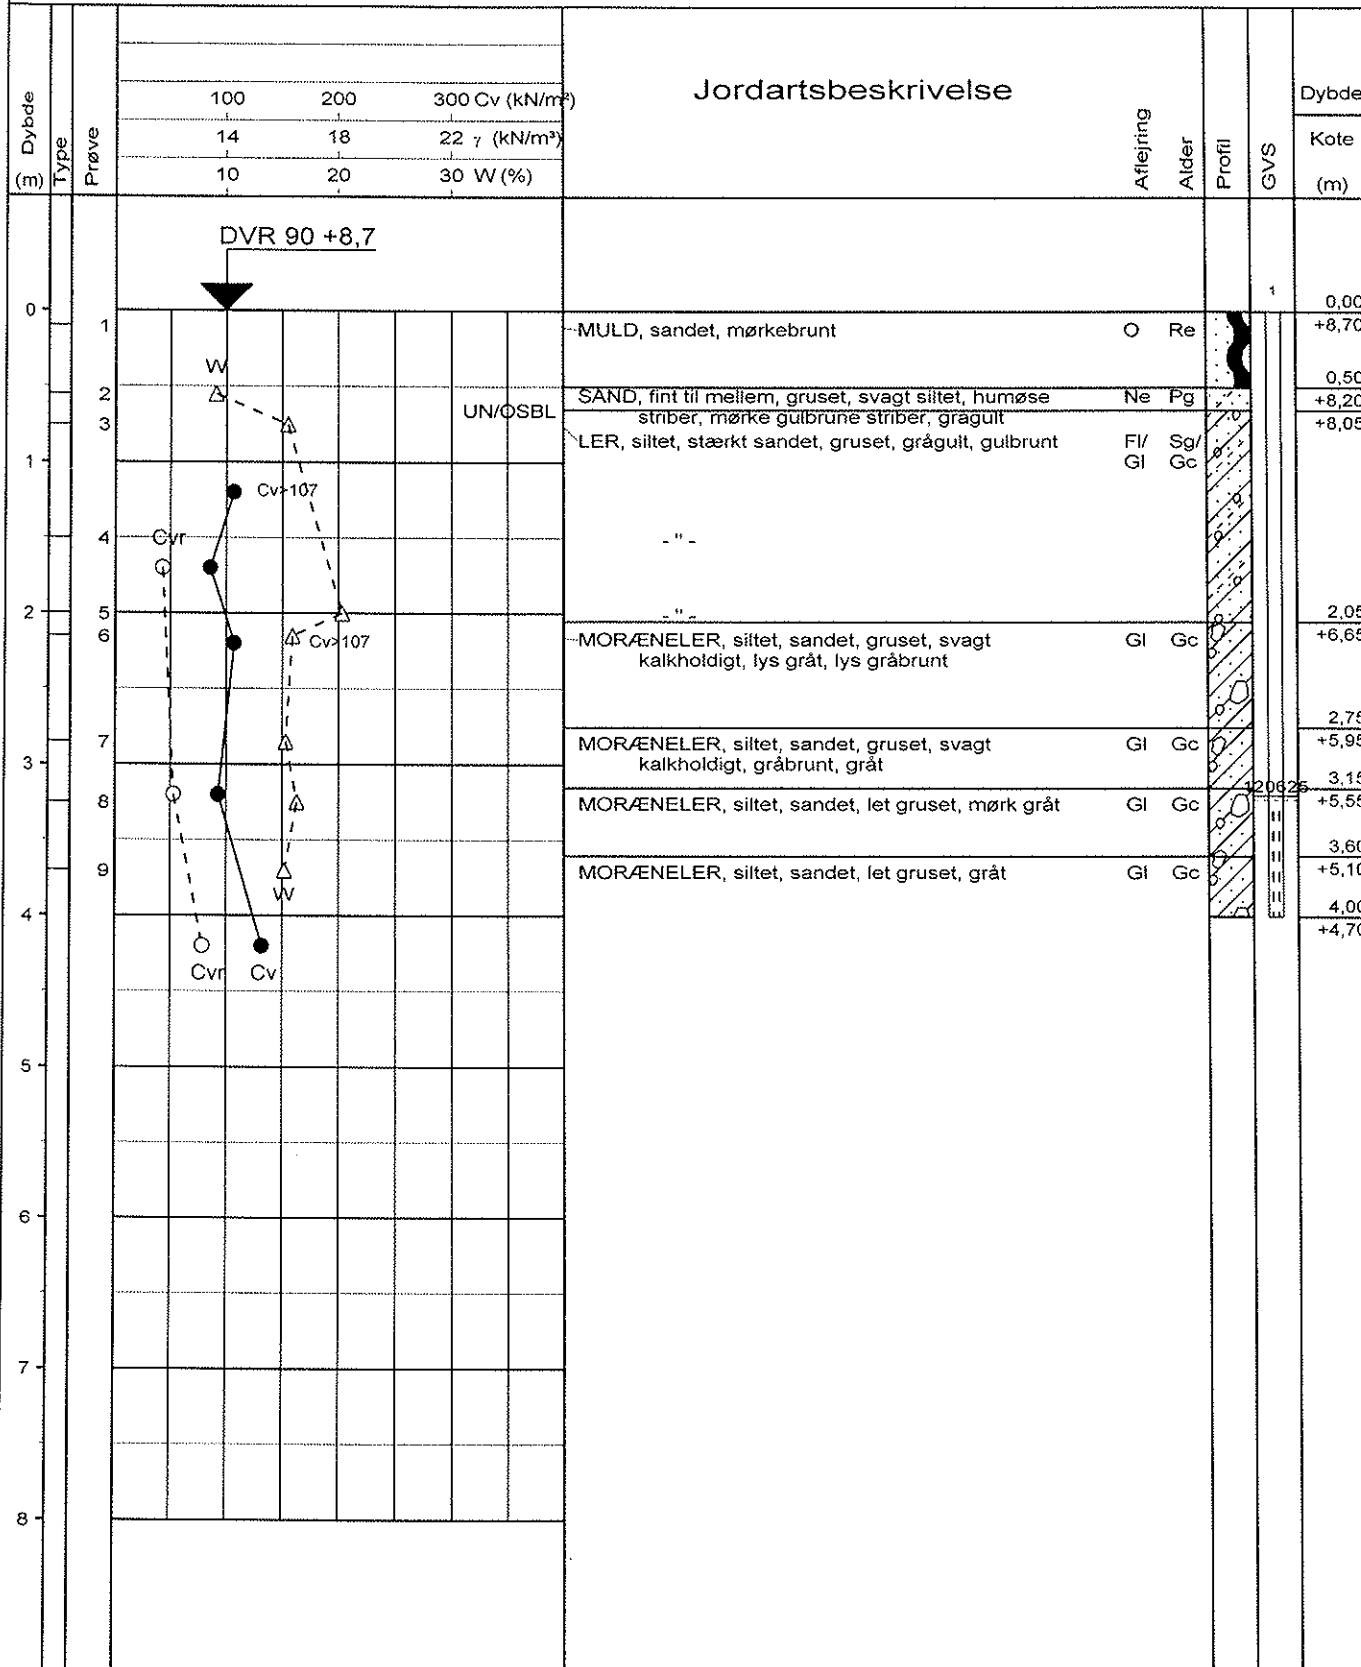 Dybde
(m)
Type
Prøve
100 200 300 Cv (kN/m²)
14 18 22 γ (kN/m³)
10 20 30 W (%)
Jordartsbeskrivelse
Aflejring
Alder
Profil
GVS
Dybde
Kote
(m)
DVR 90 +8,7
1
0 0,00
1 MULD, sandet, mørkebrunt O Re +8,70
W
0,50
2 SAND, fint til mellem, gruset, svagt siltet, humøse Ne Pg +8,20
3 UN/OSBL striber, mørke gulbrune striber, grågult +8,05
LER, siltet, stærkt sandet, gruset, grågult, gulbrunt Fl/ Sg/
1 Gl Gc
Cv>107
Cvr
4 - " -
2 5 - " - 2,05
6 Cv>107 MORÆNELER, siltet, sandet, gruset, svagt Gl Gc +6,65
kalkholdigt, lys gråt, lys gråbrunt
2,75
7 MORÆNELER, siltet, sandet, gruset, svagt Gl Gc +5,95
3 kalkholdigt, gråbrunt, gråt
3,15
120625
8 MORÆNELER, siltet, sandet, let gruset, mørk gråt Gl Gc +5,55
3,60
9 MORÆNELER, siltet, sandet, let gruset, gråt Gl Gc +5,10
W
4 4,00
+4,70
Cvr Cv
5
6
7
8